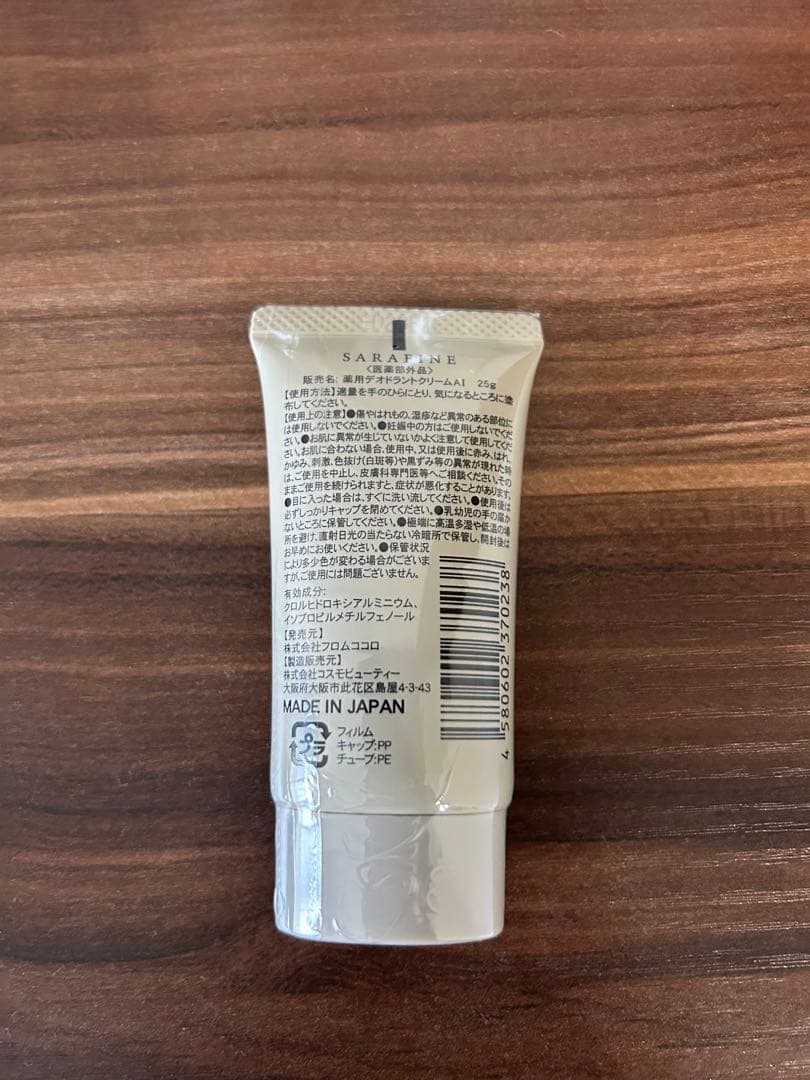 SARAFINE
〈医薬部外品〉
販売名: 薬用デオドラントクリームAI 25g
【使用方法】適量を手のひらにとり、気になるところに塗
布してください。
【使用上の注意】●傷やはれもの、湿疹など異常のある部位に
は使用しないでください。●妊娠中の方はご使用しないでくだ
さい。●お肌に異常が生じていないかよく注意して使用してくだ
さい。お肌に合わない場合、使用中、又は使用後に赤み、はれ、
かゆみ、刺激、色抜け(白斑等)や黒ずみ等の異常が現れた時
は、ご使用を中止し、皮膚科専門医等へご相談ください。その
ままご使用を続けられますと、症状が悪化することがあります。
●目に入った場合は、すぐに洗い流してください。●使用後は
必ずしっかりキャップを閉めてください。●乳幼児の手の届か
ないところに保管してください。●極端に高温多湿や低温の場
所を避け、直射日光の当たらない冷暗所で保管し、開封後は
お早めにお使いください。●保管状況
により多少色が変わる場合がございま
すが、ご使用には問題ございません。
有効成分:
クロルヒドロキシアルミニウム、
イソプロピルメチルフェノール
【発売元】
株式会社フロムココロ
【製造販売元】
株式会社コスモビューティー
大阪府大阪市此花区島屋4-3-43
MADE IN JAPAN
プラ
フィルム
キャップ:PP
チューブ:PE
4 580602 370238